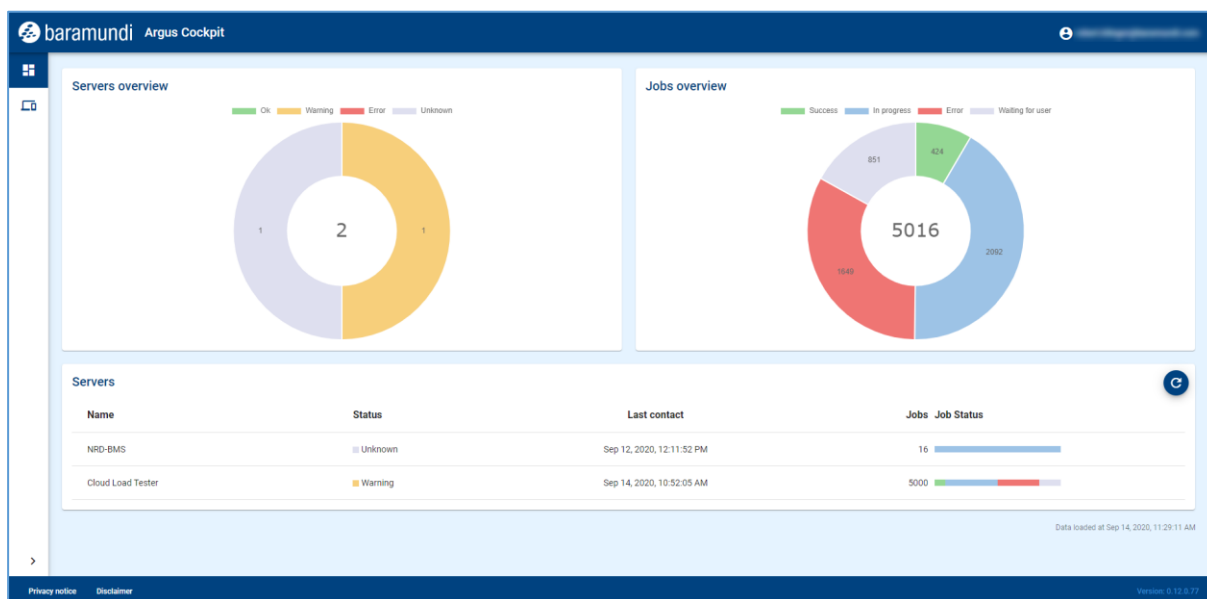 baramundi Argus Cockpit
Servers overview
Ok Warning Error Unknown
1 2 1
Jobs overview
Success In progress Error Waiting for user
851 424
5016
2092
1649
Servers
Name Status Last contact Jobs Job Status
NRD-BMS Unknown Sep 12, 2020, 12:11:52 PM 16
Cloud Load Tester Warning Sep 14, 2020, 10:52:05 AM 5000
Data loaded at Sep 14, 2020, 11:29:11 AM
Privacy notice Disclaimer Version: 0.12.0.77